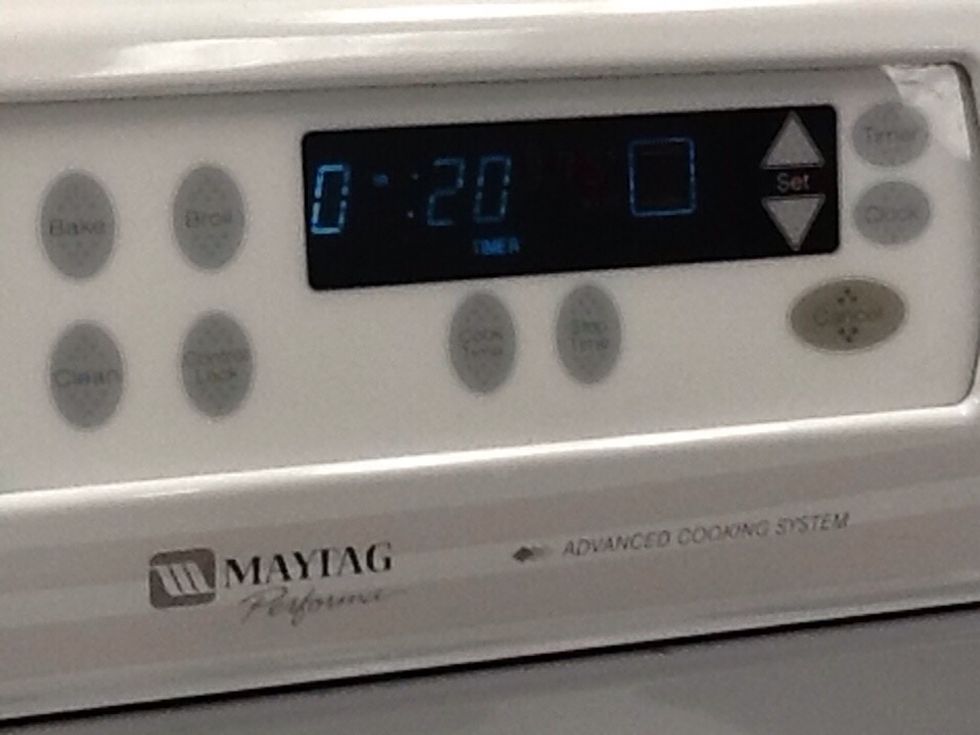 0 :20
TIMER
Set
Timer
Clock
Bake
Broil
Cook
Time
Stop
Time
Cancel
Clean
Control
Lock
MAYTAG
Performa
ADVANCED COOKING SYSTEM